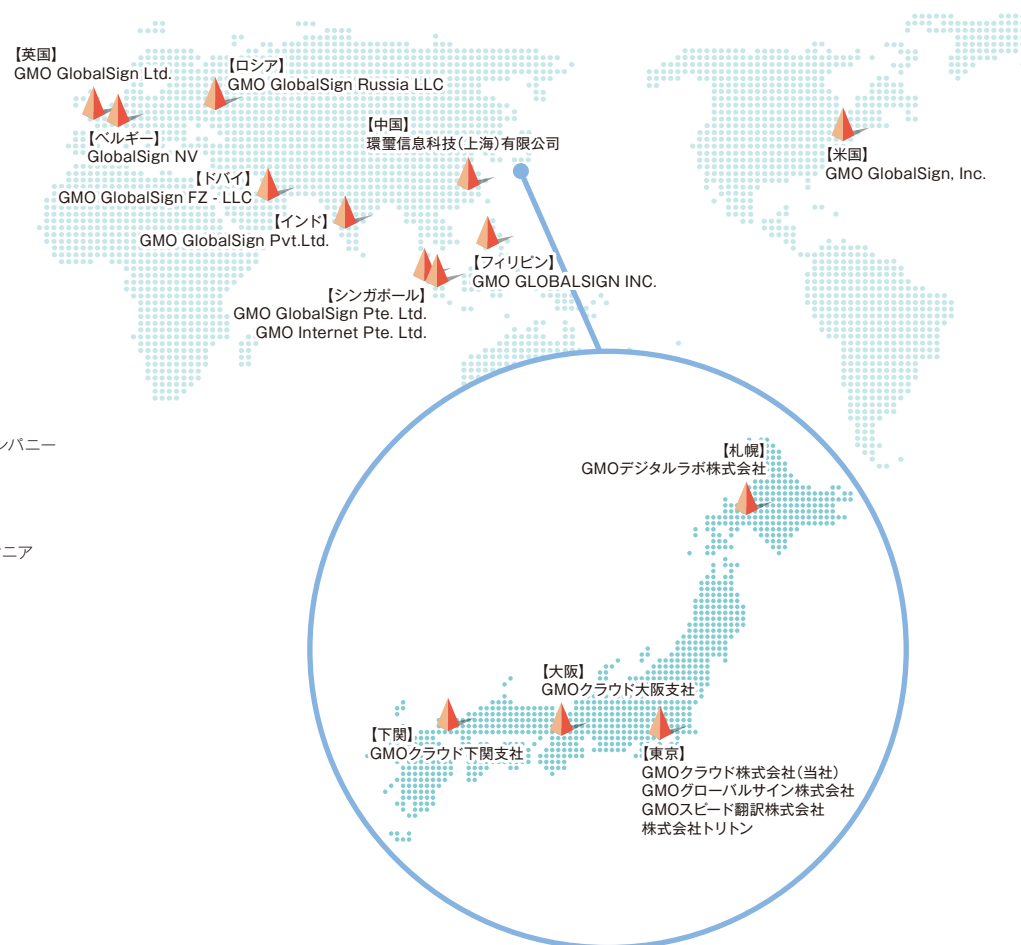 【英国】
GMO GlobalSign Ltd.
【ロシア】
GMO GlobalSign Russia LLC
【ベルギー】
GlobalSign NV
【中国】
環璽信息科技(上海)有限公司
【米国】
GMO GlobalSign, Inc.
【ドバイ】
GMO GlobalSign FZ - LLC
【インド】
GMO GlobalSign Pvt.Ltd.
【フィリピン】
GMO GLOBALSIGN INC.
【シンガポール】
GMO GlobalSign Pte. Ltd.
GMO Internet Pte. Ltd.
ンパニー
ニア
【札幌】
GMOデジタルラボ株式会社
【大阪】
GMOクラウド大阪支社
【下関】
GMOクラウド下関支社
【東京】
GMOクラウド株式会社(当社)
GMOグローバルサイン株式会社
GMOスピード翻訳株式会社
株式会社トリトン